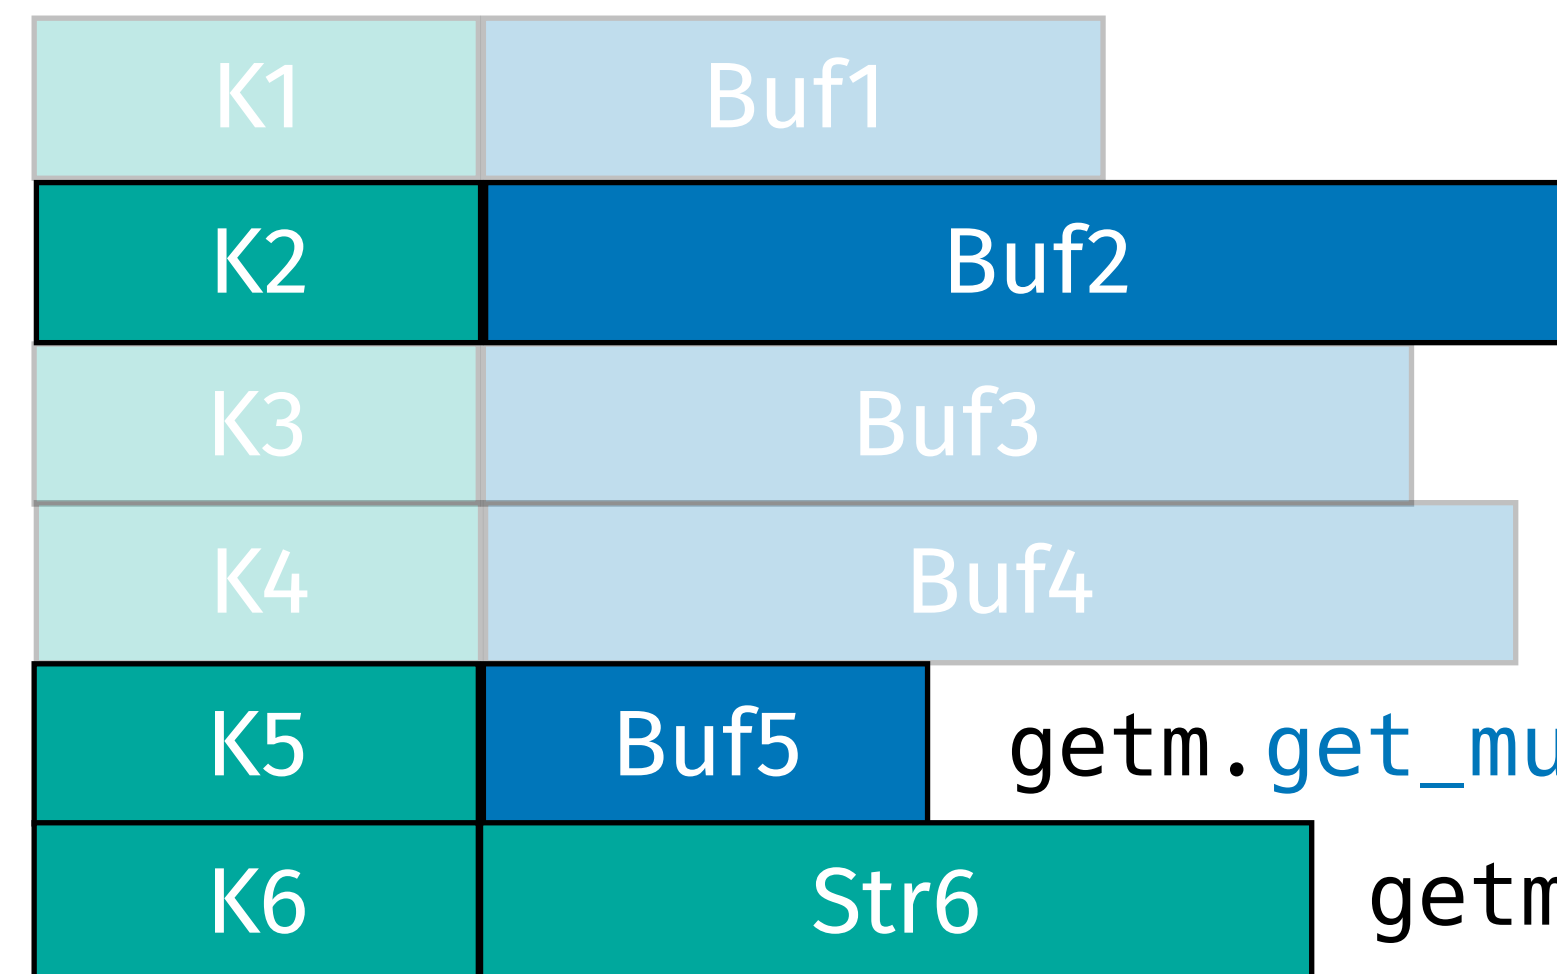 K1 Buf1
K2 Buf2
K3 Buf3
K4 Buf4
K5 Buf5 getm.get_mu
K6 Str6 getm